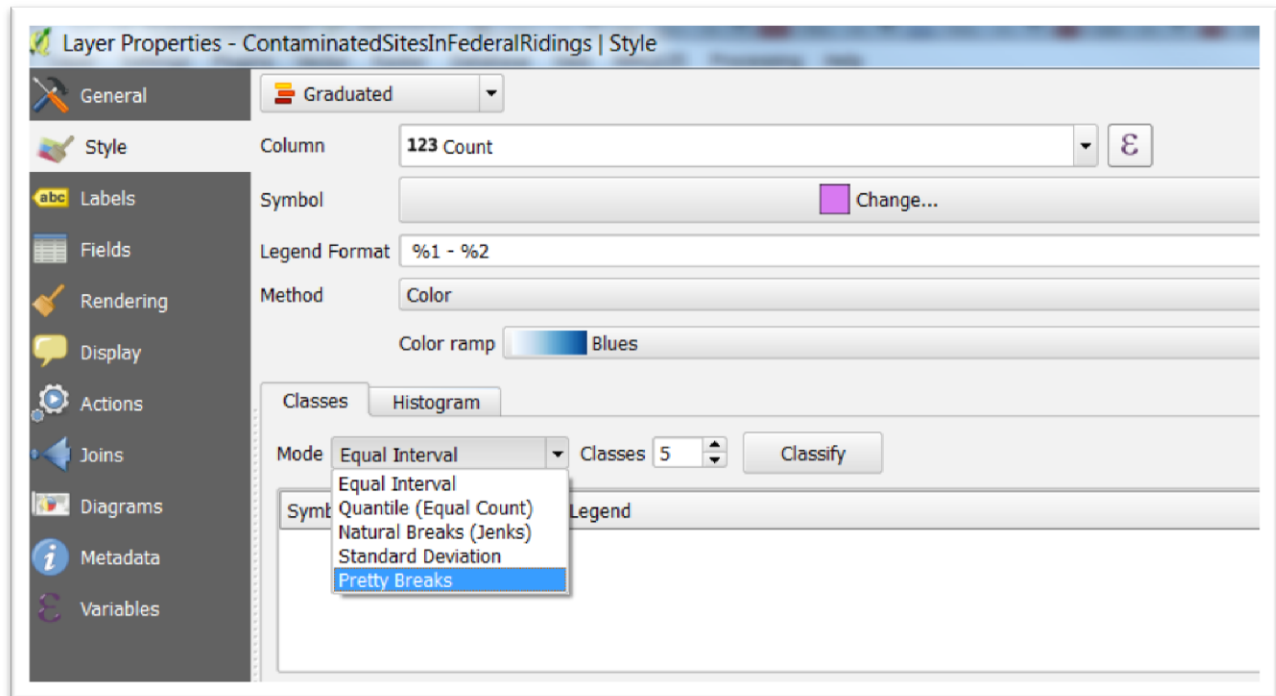 Layer Properties - ContaminatedSitesInFederalRidings | Style
General
Style
abc Labels
Fields
Rendering
Display
Actions
Joins
Diagrams
Metadata
Variables
Graduated
Column 123 Count ε
Symbol Change...
Legend Format %1 - %2
Method Color
Color ramp Blues
Classes Histogram
Mode Equal Interval Classes 5 Classify
Equal Interval
Quantile (Equal Count)
Natural Breaks (Jenks)
Standard Deviation
Pretty Breaks
Legend